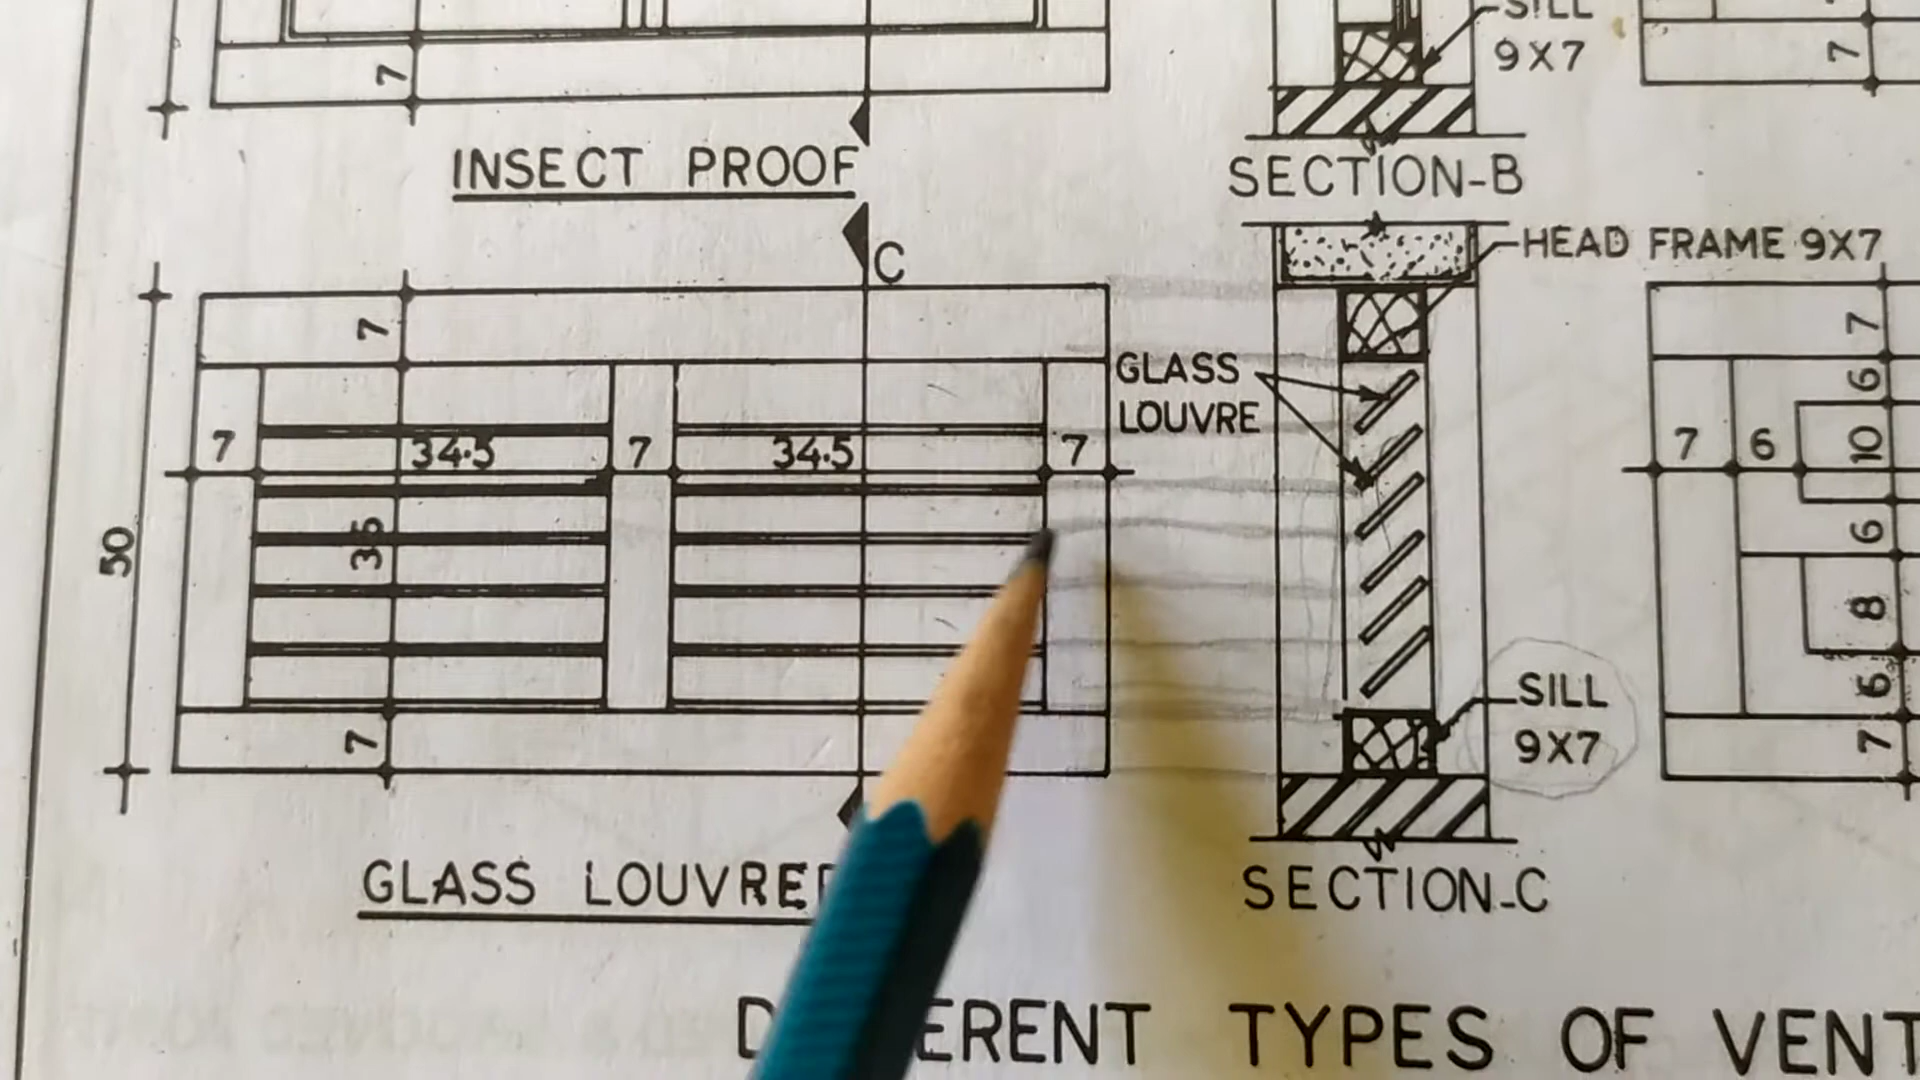 SILL
9X7
7
7
INSECT PROOF
SECTION-B
C
HEAD FRAME 9X7
7
7
GLASS
LOUVRE
6
7
34.5
7
34.5
7
7
6
10
50
35
6
8
SILL
9X7
6
7
7
GLASS
SECTION-C
TYPES OF